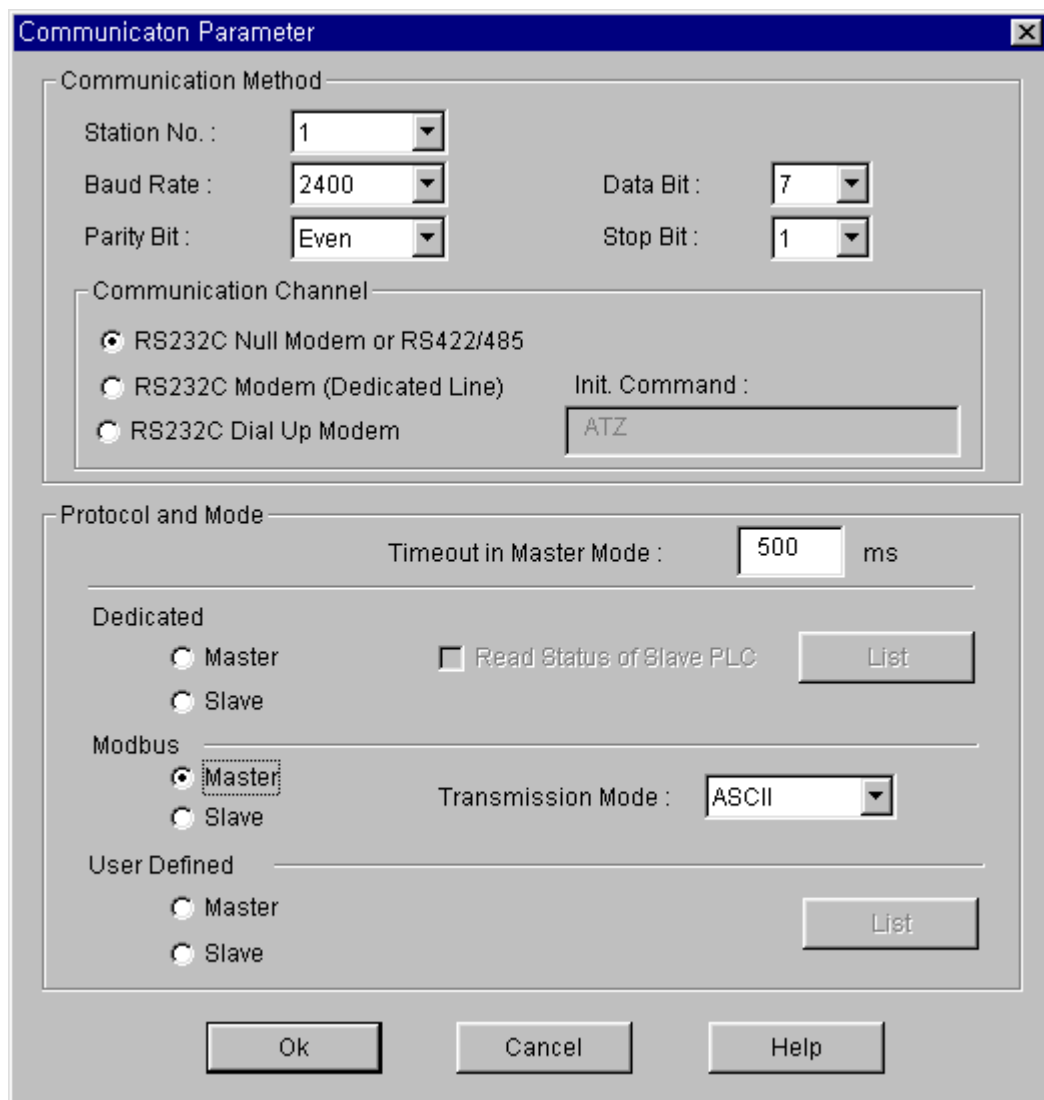 Communicaton Parameter
Communication Method
Station No. : 1
Baud Rate : 2400 Data Bit : 7
Parity Bit : Even Stop Bit : 1
Communication Channel
RS232C Null Modem or RS422/485
RS232C Modem (Dedicated Line) Init. Command :
RS232C Dial Up Modem ATZ
Protocol and Mode
Timeout in Master Mode : 500 ms
Dedicated
Master Read Status of Slave PLC List
Slave
Modbus
Master
Transmission Mode : ASCII
Slave
User Defined
Master
List
Slave
Ok Cancel Help